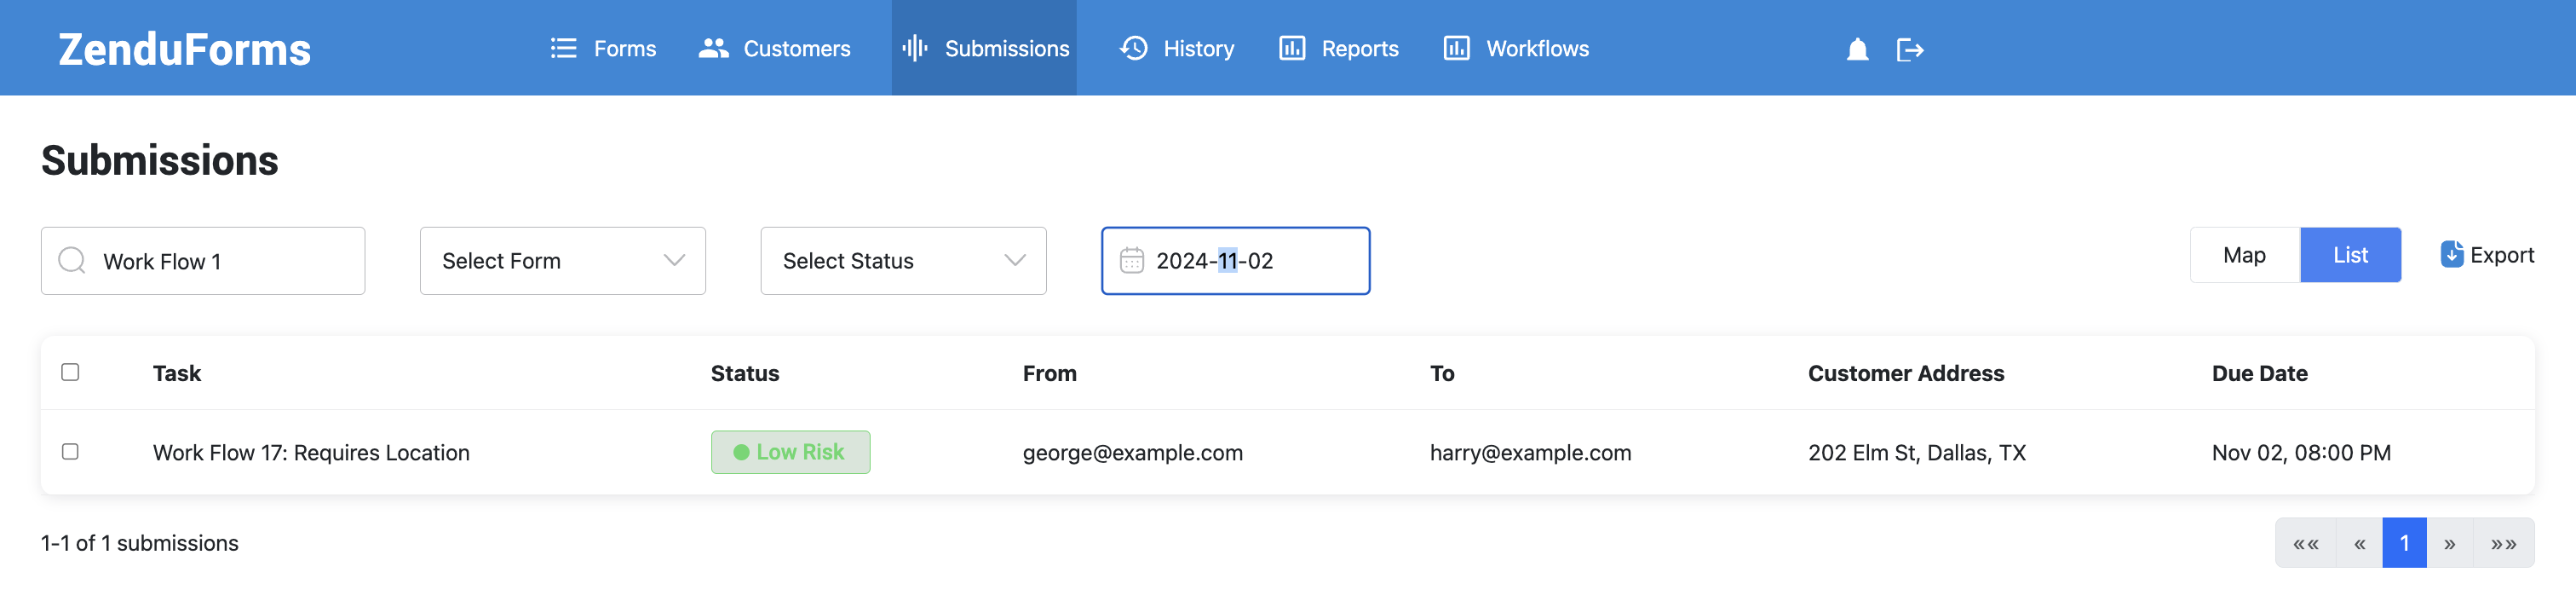 ZenduForms Forms Customers Submissions History Reports Workflows
Submissions
Work Flow 1 Select Form Select Status 2024-11-02 Map List Export
Task Status From To Customer Address Due Date
Work Flow 17: Requires Location Low Risk george@example.com harry@example.com 202 Elm St, Dallas, TX Nov 02, 08:00 PM
1-1 of 1 submissions «« « 1 » »»